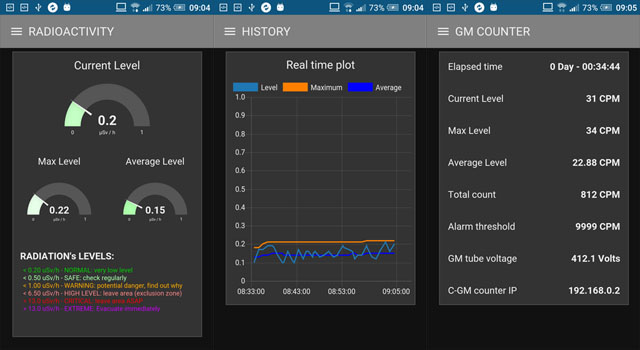 73% 09:04
RADIOACTIVITY
Current Level
0.2
0 µSv / h 1
Max Level Average Level
0.22 0.15
0 µSv / h 1 0 µSv / h 1
RADIATION's LEVELS:
< 0.20 uSv/h - NORMAL: very low level
< 0.50 uSv/h - SAFE: check regularly
< 1.00 uSv/h - WARNING: potential danger, find out why
< 6.50 uSv/h - HIGH LEVEL: leave area (exclusion zone)
uSv/h - CRITICAL: leave area ASAP
uSv/h - EXTREME: Evacuate immediately
73% 09:04
HISTORY
Real time plot
Level Maximum Average
1.0
0.9
0.8
0.7
0.6
0.5
0.4
0.3
0.2
0.1
0
08:33:00 08:43:00 08:53:00 09:05:00
73% 09:05
GM COUNTER
Elapsed time 0 Day - 00:34:44
Current Level 31 CPM
Max Level 34 CPM
Average Level 22.88 CPM
Total count 812 CPM
Alarm threshold 9999 CPM
GM tube voltage 412.1 Volts
C-GM counter IP 192.168.0.2